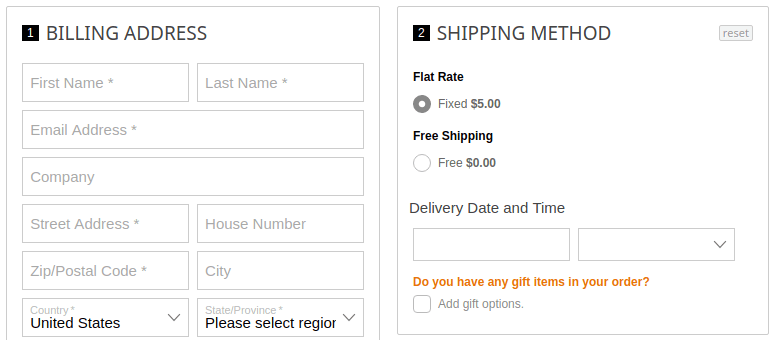 1 BILLING ADDRESS
First Name *
Last Name *
Email Address *
Company
Street Address *
House Number
Zip/Postal Code *
City
Country *
United States
State/Province *
Please select region
2 SHIPPING METHOD
reset
Flat Rate
Fixed $5.00
Free Shipping
Free $0.00
Delivery Date and Time
Do you have any gift items in your order?
Add gift options.